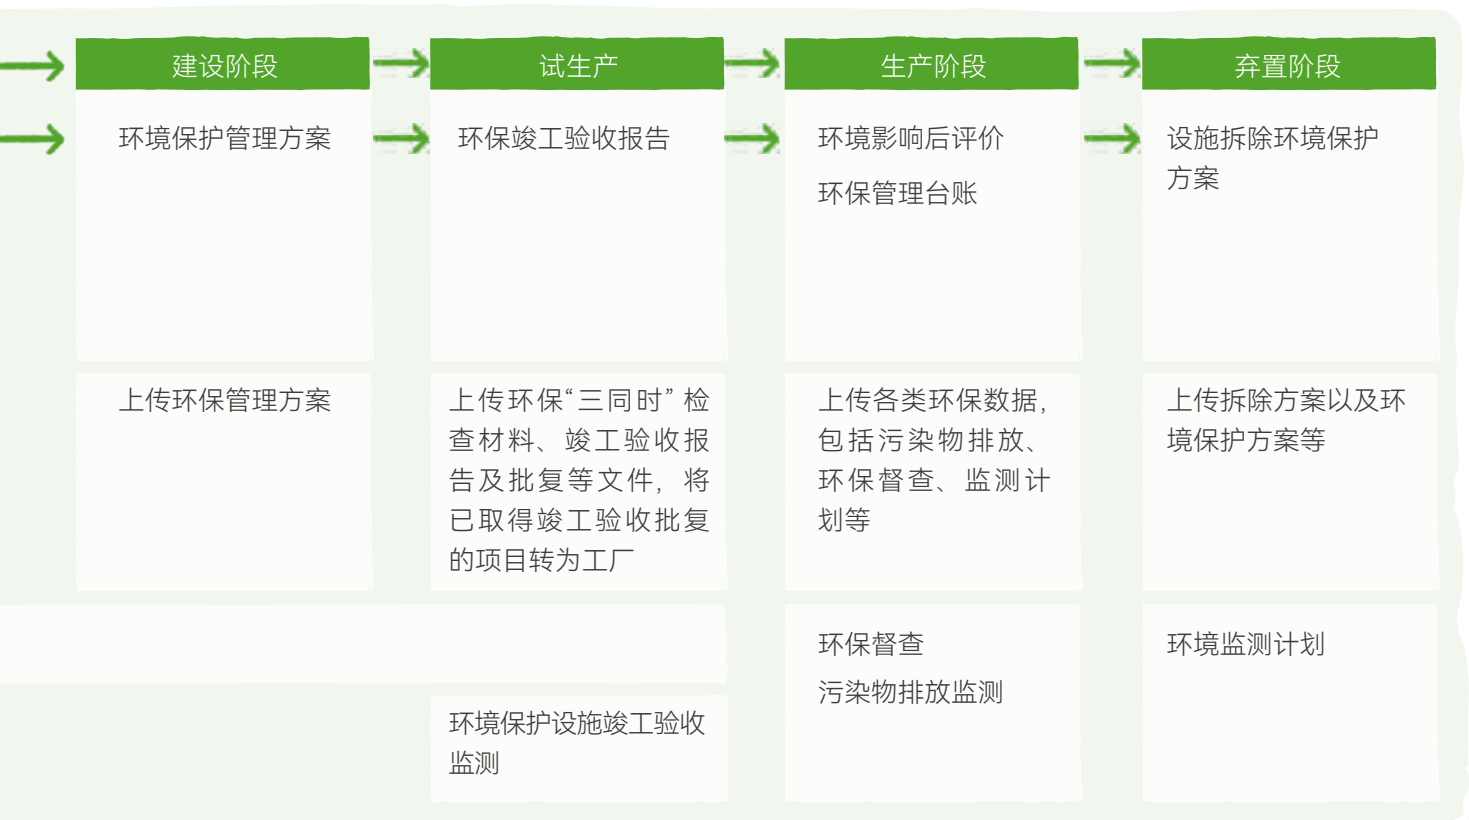 建设阶段
试生产
生产阶段
弃置阶段
环境保护管理方案
环保竣工验收报告
环境影响后评价
环保管理台账
设施拆除环境保护
方案
上传环保管理方案
上传环保“三同时” 检
查材料、竣工验收报
告及批复等文件，将
已取得竣工验收批复
的项目转为工厂
上传各类环保数据，
包括污染物排放、
环保督查、监测计
划等
上传拆除方案以及环
境保护方案等
环境保护设施竣工验收
监测
环保督查
污染物排放监测
环境监测计划